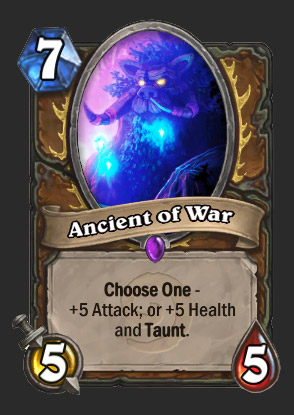 7
Ancient of War
Choose One -
+5 Attack; or +5 Health
and Taunt.
5 5